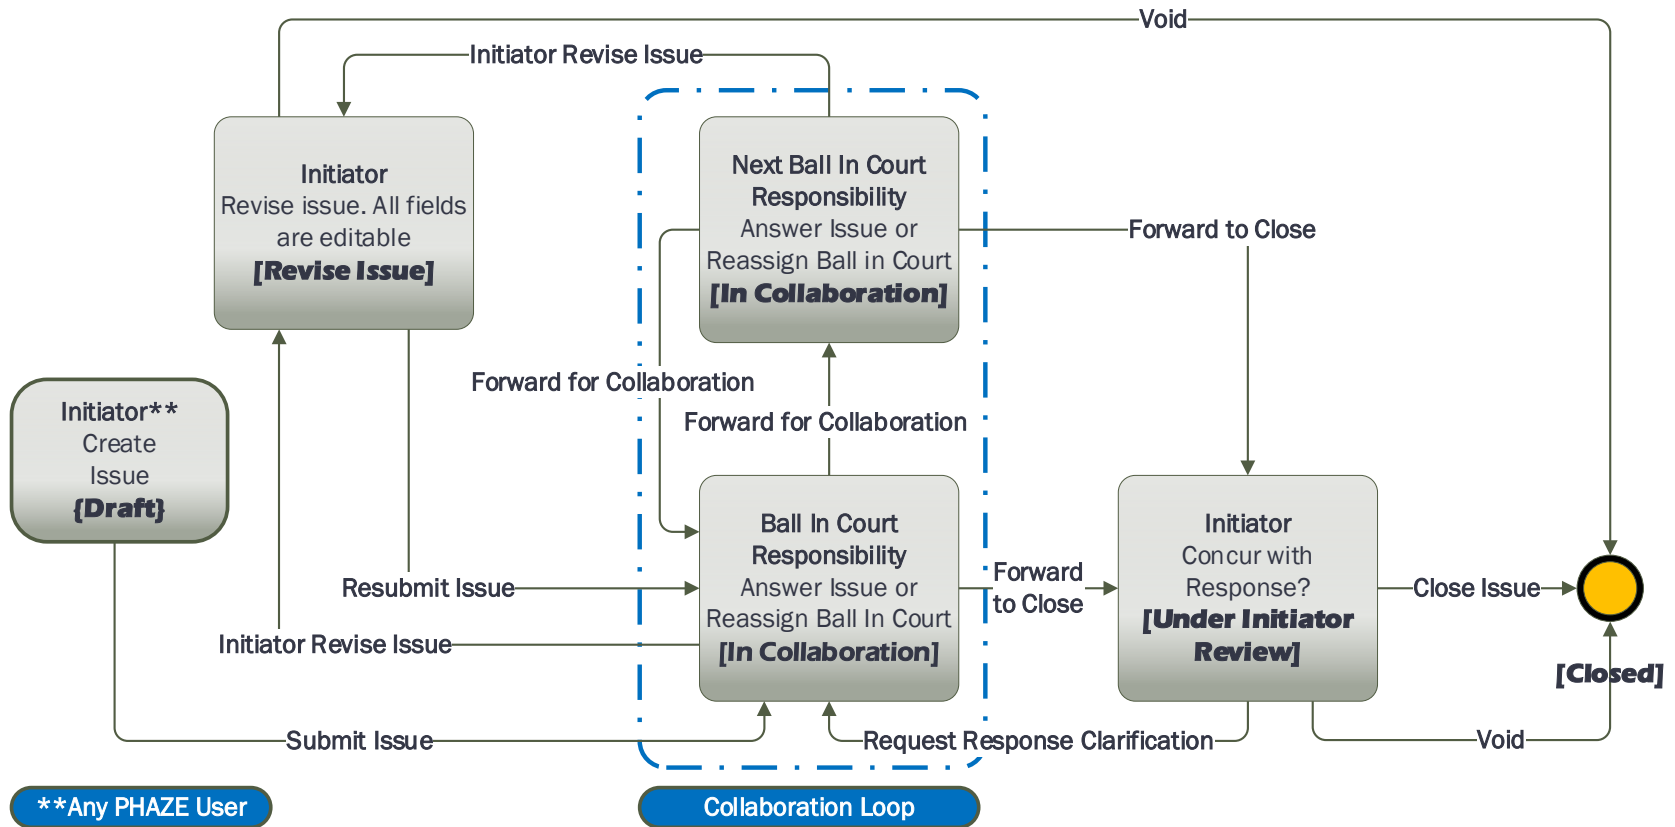 Void
Initiator Revise Issue
Initiator
Revise issue. All fields
are editable
[Revise Issue]
Next Ball In Court
Responsibility
Answer Issue or
Reassign Ball in Court
[In Collaboration]
Forward to Close
Forward for Collaboration
Forward for Collaboration
Initiator**
Create
Issue
{Draft}
Ball In Court
Responsibility
Answer Issue or
Reassign Ball In Court
[In Collaboration]
Forward
to Close
Initiator
Concur with
Response?
[Under Initiator
Review]
Close Issue
[Closed]
Resubmit Issue
Initiator Revise Issue
Submit Issue
Request Response Clarification
Void
**Any PHAZE User
Collaboration Loop